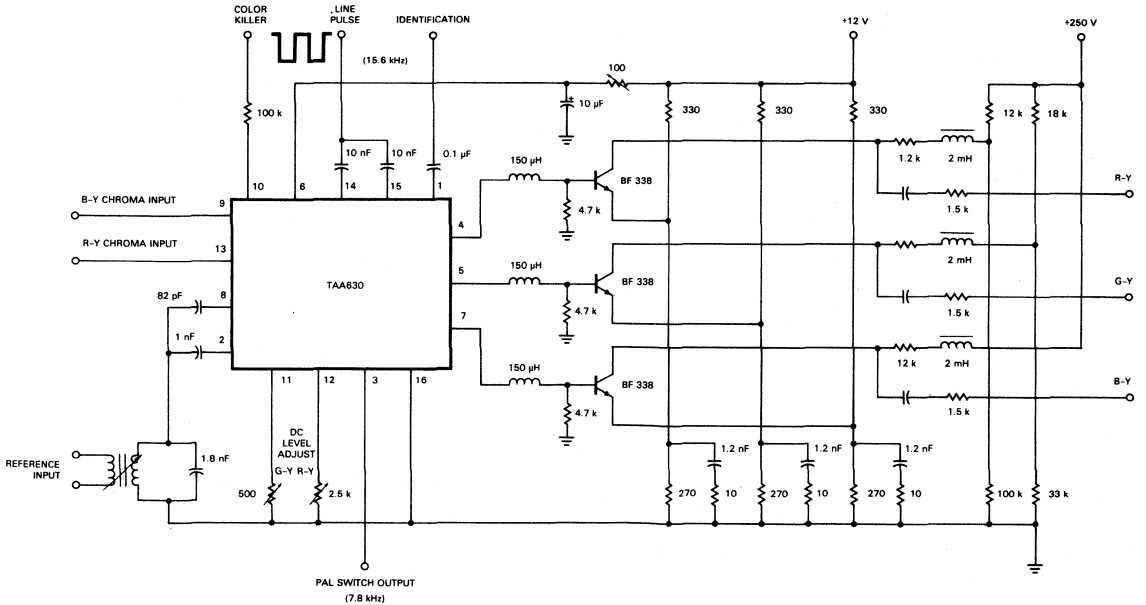 COLOR
KILLER
LINE
PULSE
IDENTIFICATION
+12 V
+250 V
(15.6 kHz)
100
100 k
10 µF
330
330
330
12 k
18 k
10 nF
10 nF
0.1 µF
150 µH
BF 338
1.2 k
2 mH
R-Y
10
6
14
15
1
B-Y CHROMA INPUT
9
4
4.7 k
1.5 k
R-Y CHROMA INPUT
13
5
150 µH
BF 338
2 mH
G-Y
TAA630
82 pF
8
7
4.7 k
1.5 k
1 nF
2
150 µH
BF 338
12 k
2 mH
B-Y
11
12
3
16
4.7 k
1.5 k
DC
LEVEL
ADJUST
G-Y R-Y
REFERENCE
INPUT
1.8 nF
1.2 nF
1.2 nF
1.2 nF
500
2.5 k
270
10
270
10
270
10
100 k
33 k
PAL SWITCH OUTPUT
(7.8 kHz)